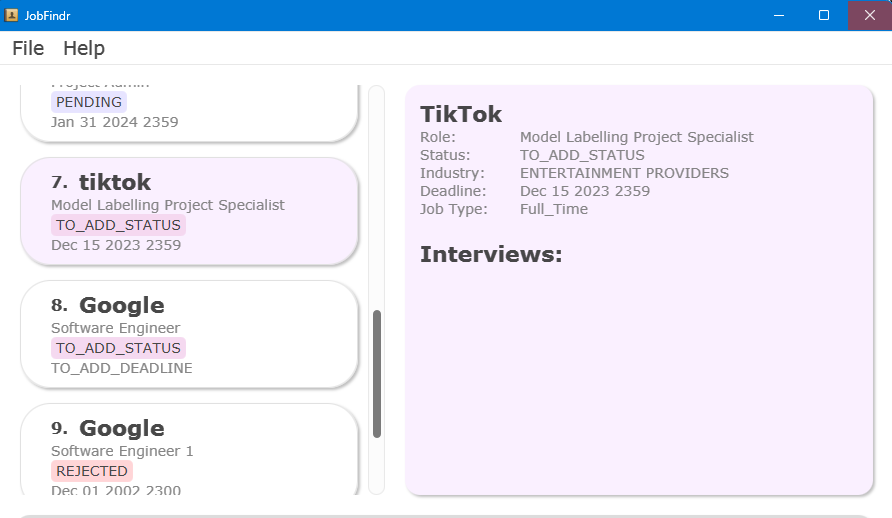 JobFindr
File Help
Project Admin
PENDING
Jan 31 2024 2359
7. tiktok
Model Labelling Project Specialist
TO_ADD_STATUS
Dec 15 2023 2359
8. Google
Software Engineer
TO_ADD_STATUS
TO_ADD_DEADLINE
9. Google
Software Engineer 1
REJECTED
Dec 01 2002 2300
TikTok
Role: Model Labelling Project Specialist
Status: TO_ADD_STATUS
Industry: ENTERTAINMENT PROVIDERS
Deadline: Dec 15 2023 2359
Job Type: Full_Time
Interviews: